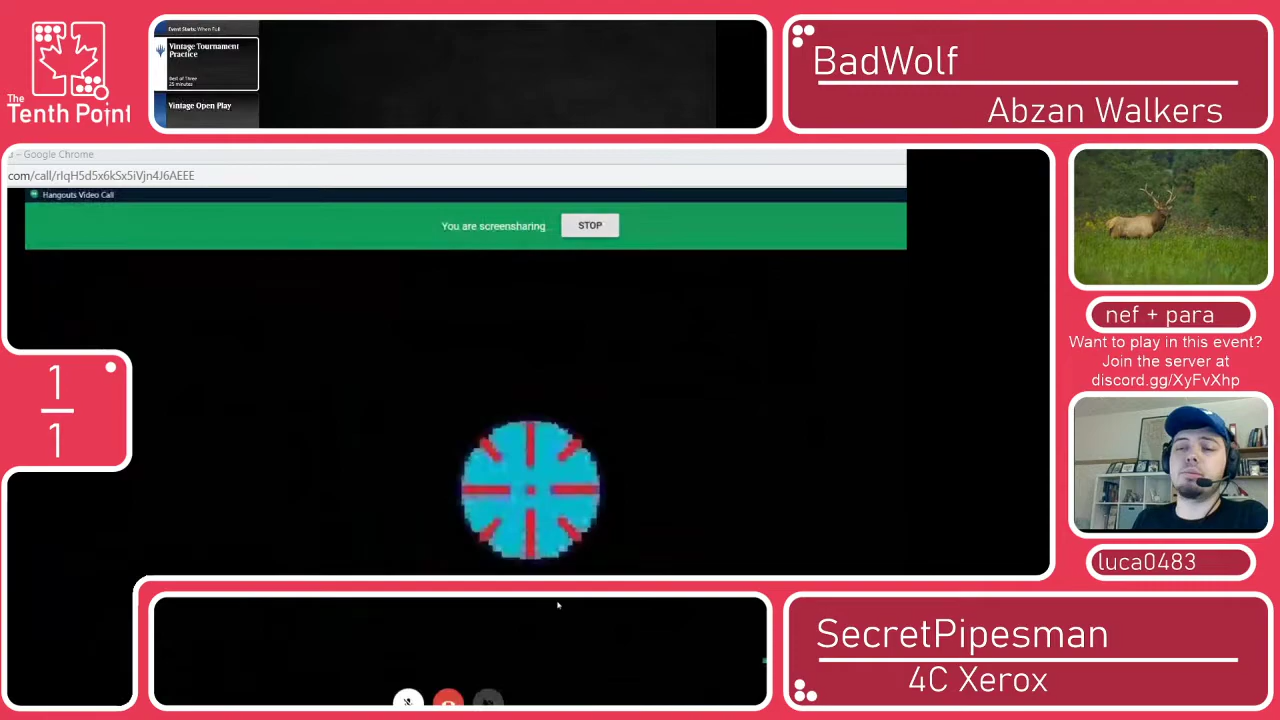 The
Tenth Point
Event Starts: When Full
Vintage Tournament
Practice
Best of Three
25 minutes
Vintage Open Play
BadWolf
Abzan Walkers
– Google Chrome
com/call/rIqH5d5x6kSx5iVjn4J6AEEE
Hangouts Video Call
You are screensharing
STOP
1
1
nef + para
Want to play in this event?
Join the server at
discord.gg/XyFvXhp
luca0483
SecretPipesman
4C Xerox